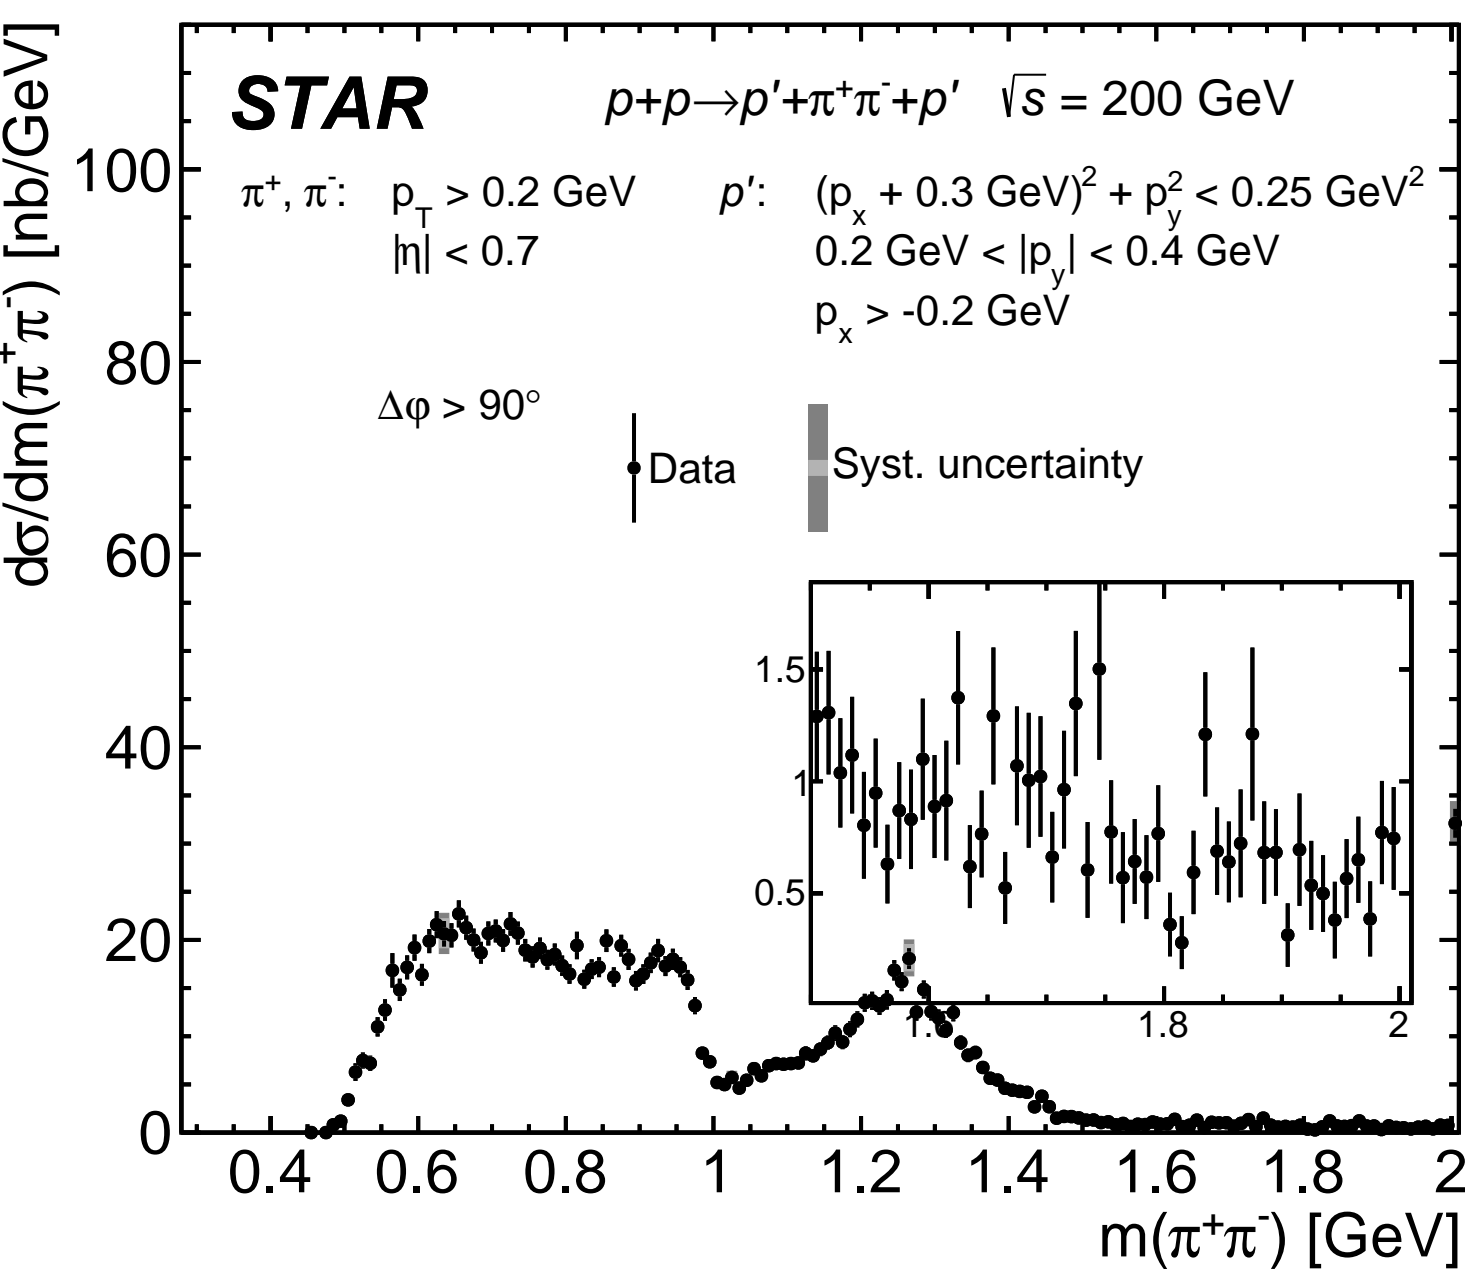 STAR p+p→p′+π⁺π⁻+p′ √s = 200 GeV
π⁺, π⁻: p_T > 0.2 GeV p′: (p_x + 0.3 GeV)² + p_y² < 0.25 GeV²
|η| < 0.7 0.2 GeV < |p_y| < 0.4 GeV
p_x > -0.2 GeV
Δφ > 90°
Data Syst. uncertainty
dσ/dm(π⁺π⁻) [nb/GeV]
100
80
60
40
20
0
1.5
1
0.5
1.8 2
0.4 0.6 0.8 1 1.2 1.4 1.6 1.8 2
m(π⁺π⁻) [GeV]